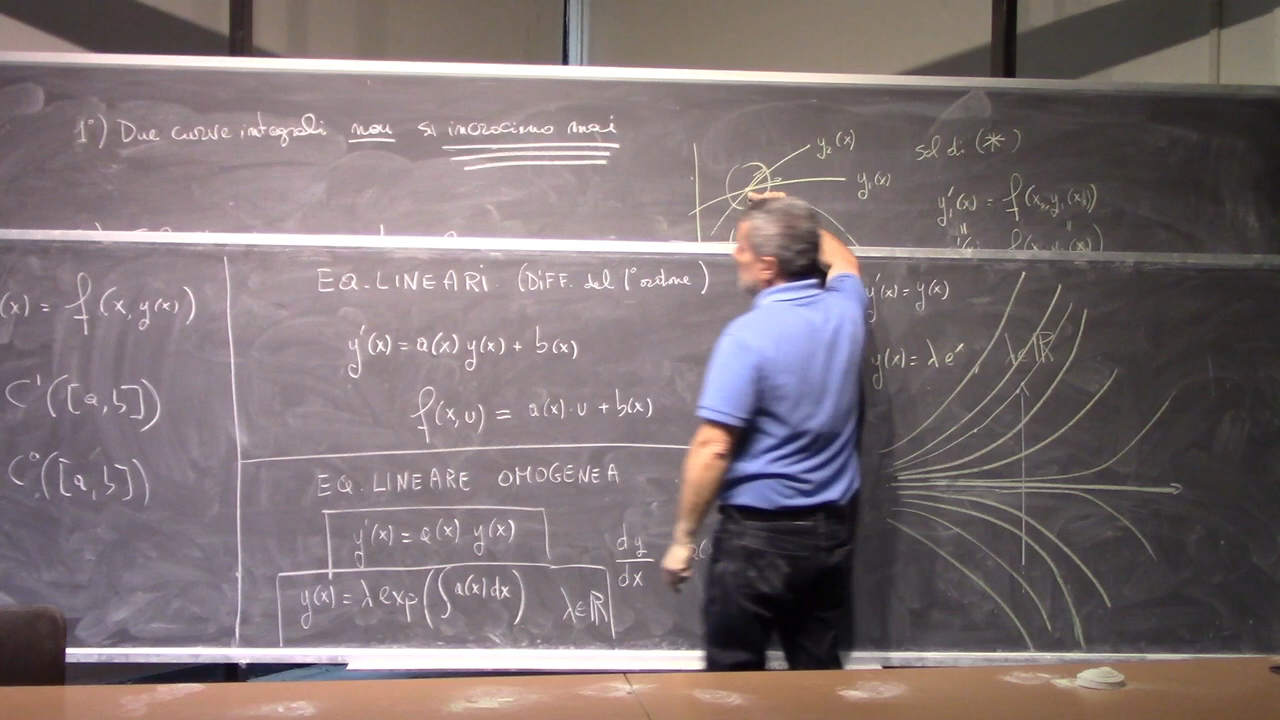 1°) Due curve integrali non si incrociano mai
y₂(x)
y₁(x)
sol di (*)
y₁'(x) = f(x, y₁(x))
(x) = f(x, y(x))
C¹([a,b])
C⁰([a,b])
EQ. LINEARI (DIFF. del 1° ordine)
y'(x) = a(x) y(x) + b(x)
f(x,u) = a(x)·u + b(x)
EQ. LINEARE OMOGENEA
y'(x) = a(x) y(x)
y(x) = λ exp(∫a(x)dx) λ∈ℝ
dy/dx
y'(x) = y(x)
y(x) = λeˣ λ∈ℝ